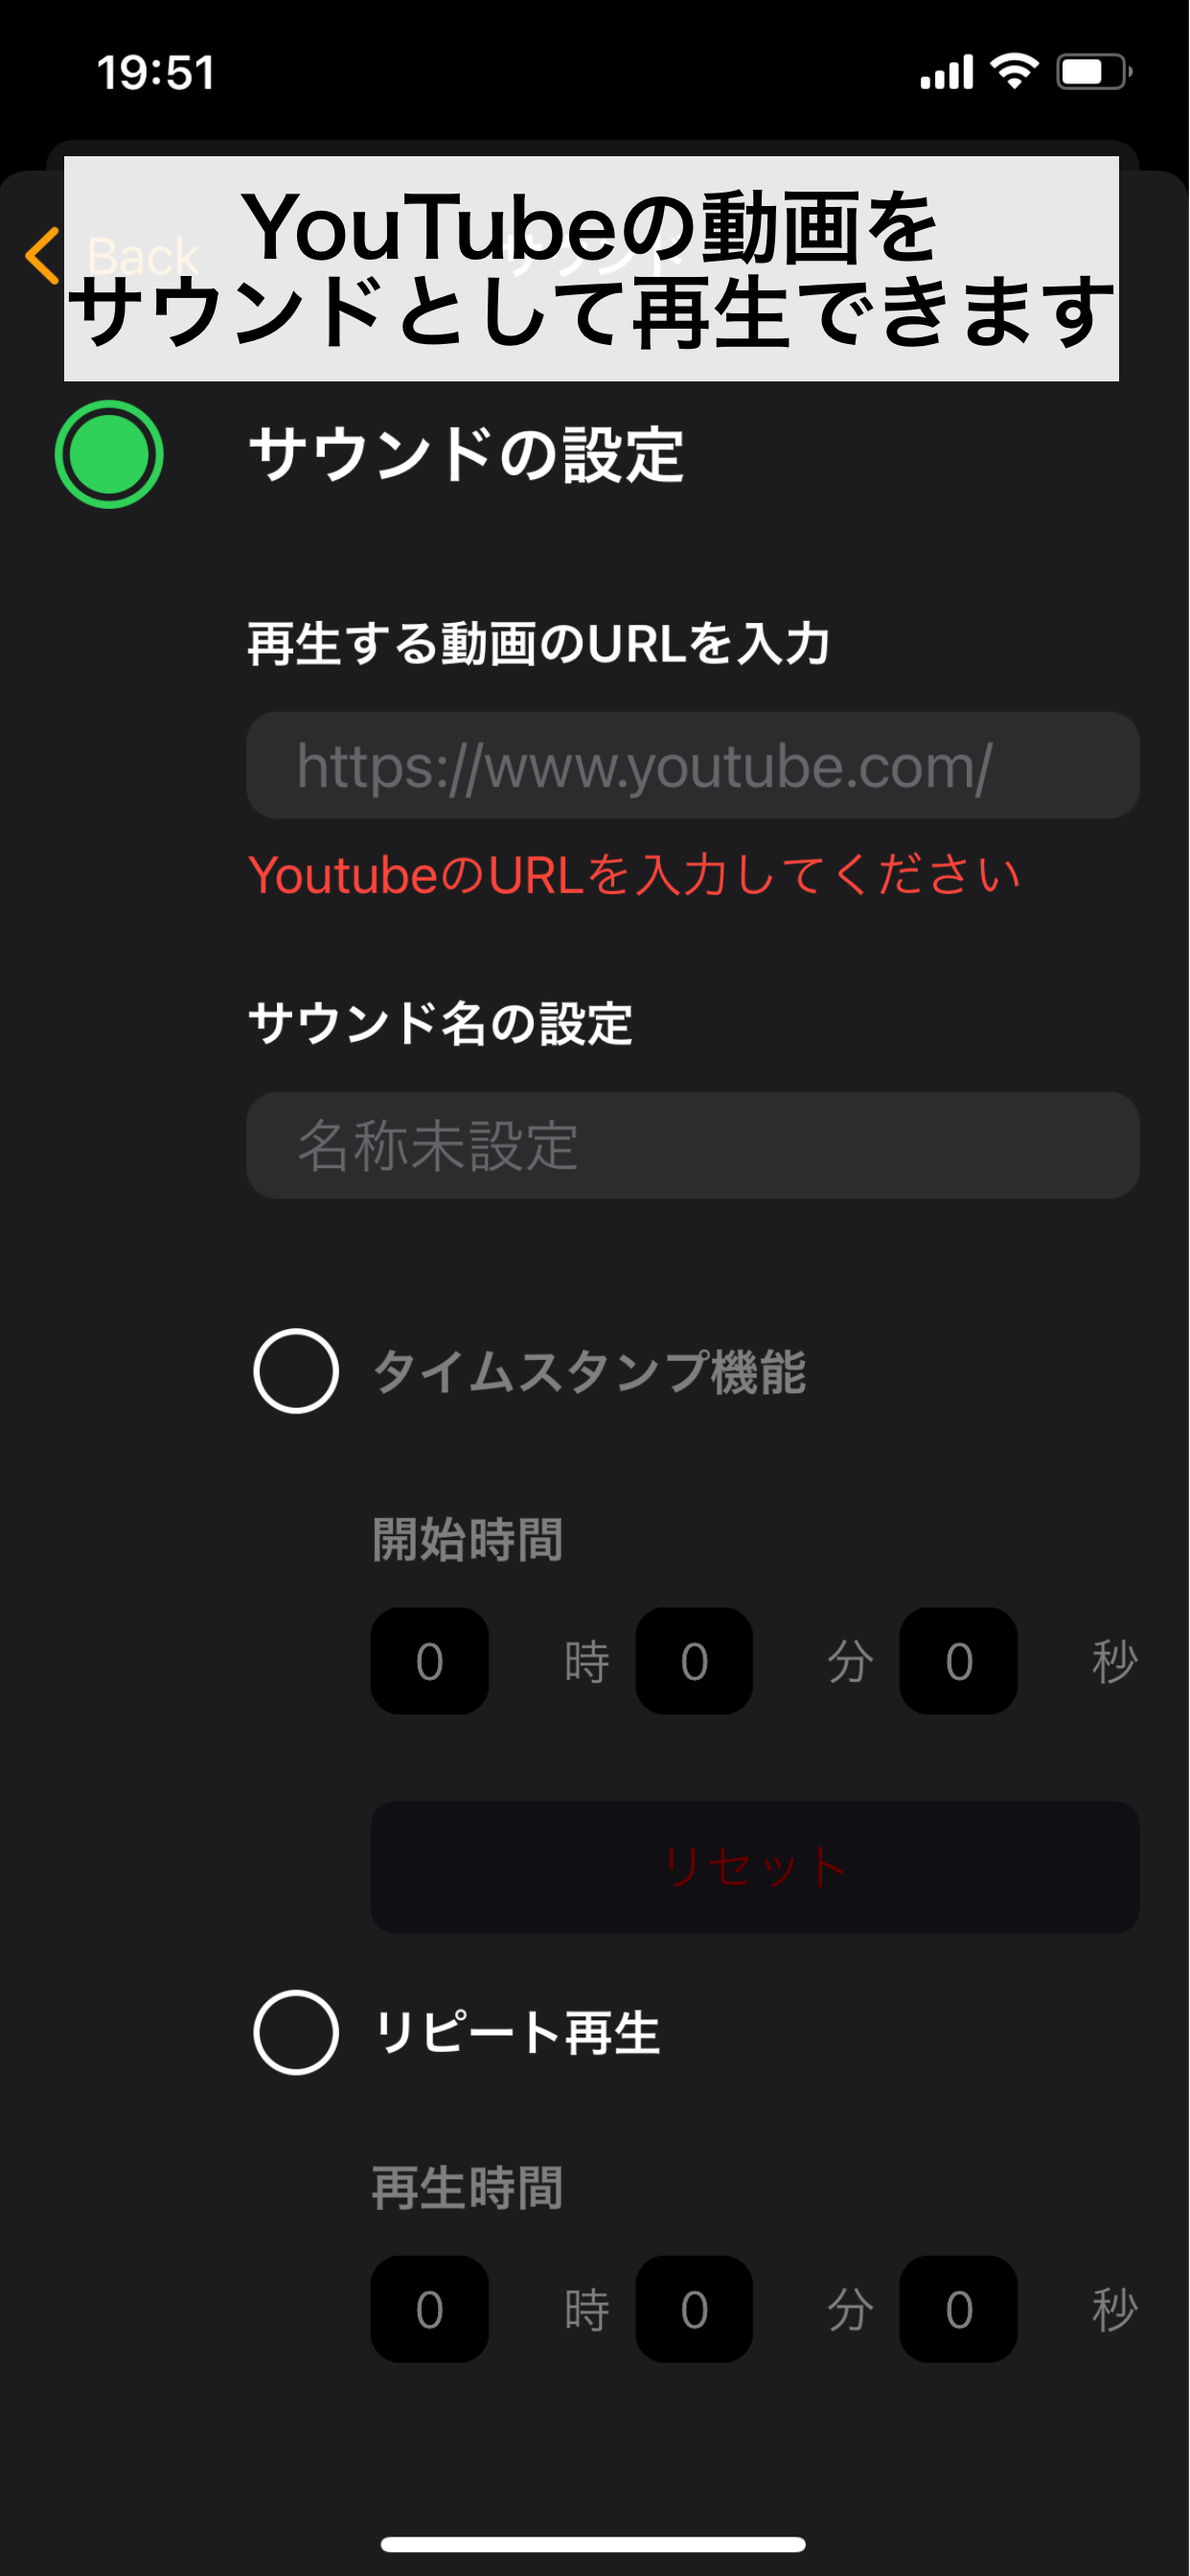 19:51
YouTubeの動画を
サウンドとして再生できます
Back
サウンド
サウンドの設定
再生する動画のURLを入力
https://www.youtube.com/
YoutubeのURLを入力してください
サウンド名の設定
名称未設定
タイムスタンプ機能
開始時間
0 時 0 分 0 秒
リセット
リピート再生
再生時間
0 時 0 分 0 秒